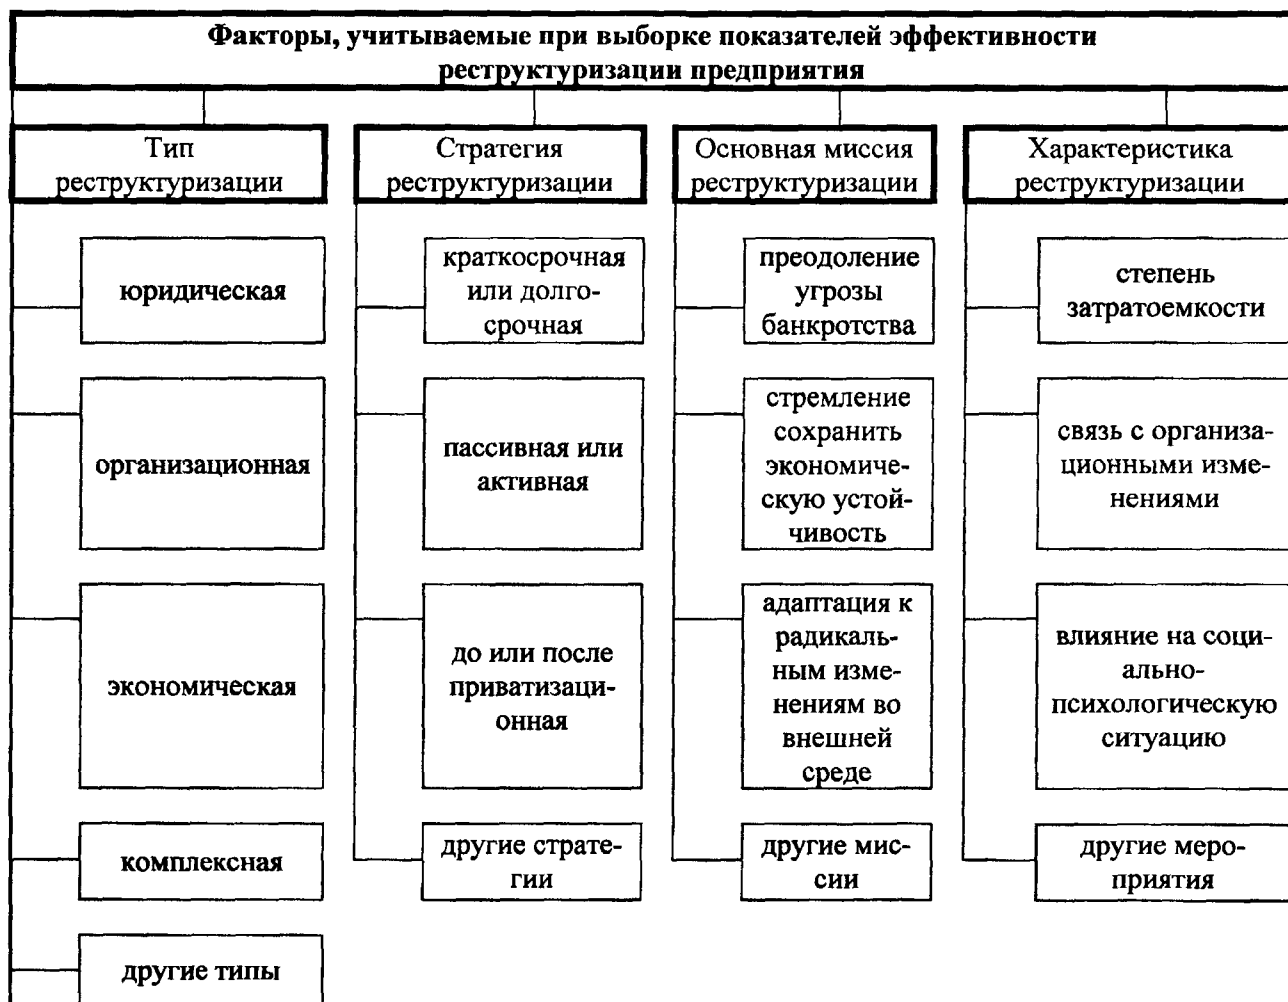 Факторы, учитываемые при выборке показателей эффективности
реструктуризации предприятия
Тип
реструктуризации
юридическая
организационная
экономическая
комплексная
другие типы
Стратегия
реструктуризации
краткосрочная
или долго-
срочная
пассивная или
активная
до или после
приватизаци-
онная
другие страте-
гии
Основная миссия
реструктуризации
преодоление
угрозы
банкротства
стремление
сохранить
экономиче-
скую устой-
чивость
адаптация к
радикаль-
ным изме-
нениям во
внешней
среде
другие мис-
сии
Характеристика
реструктуризации
степень
затратоемкости
связь с организа-
ционными изме-
нениями
влияние на соци-
ально-
психологическую
ситуацию
другие меро-
приятия